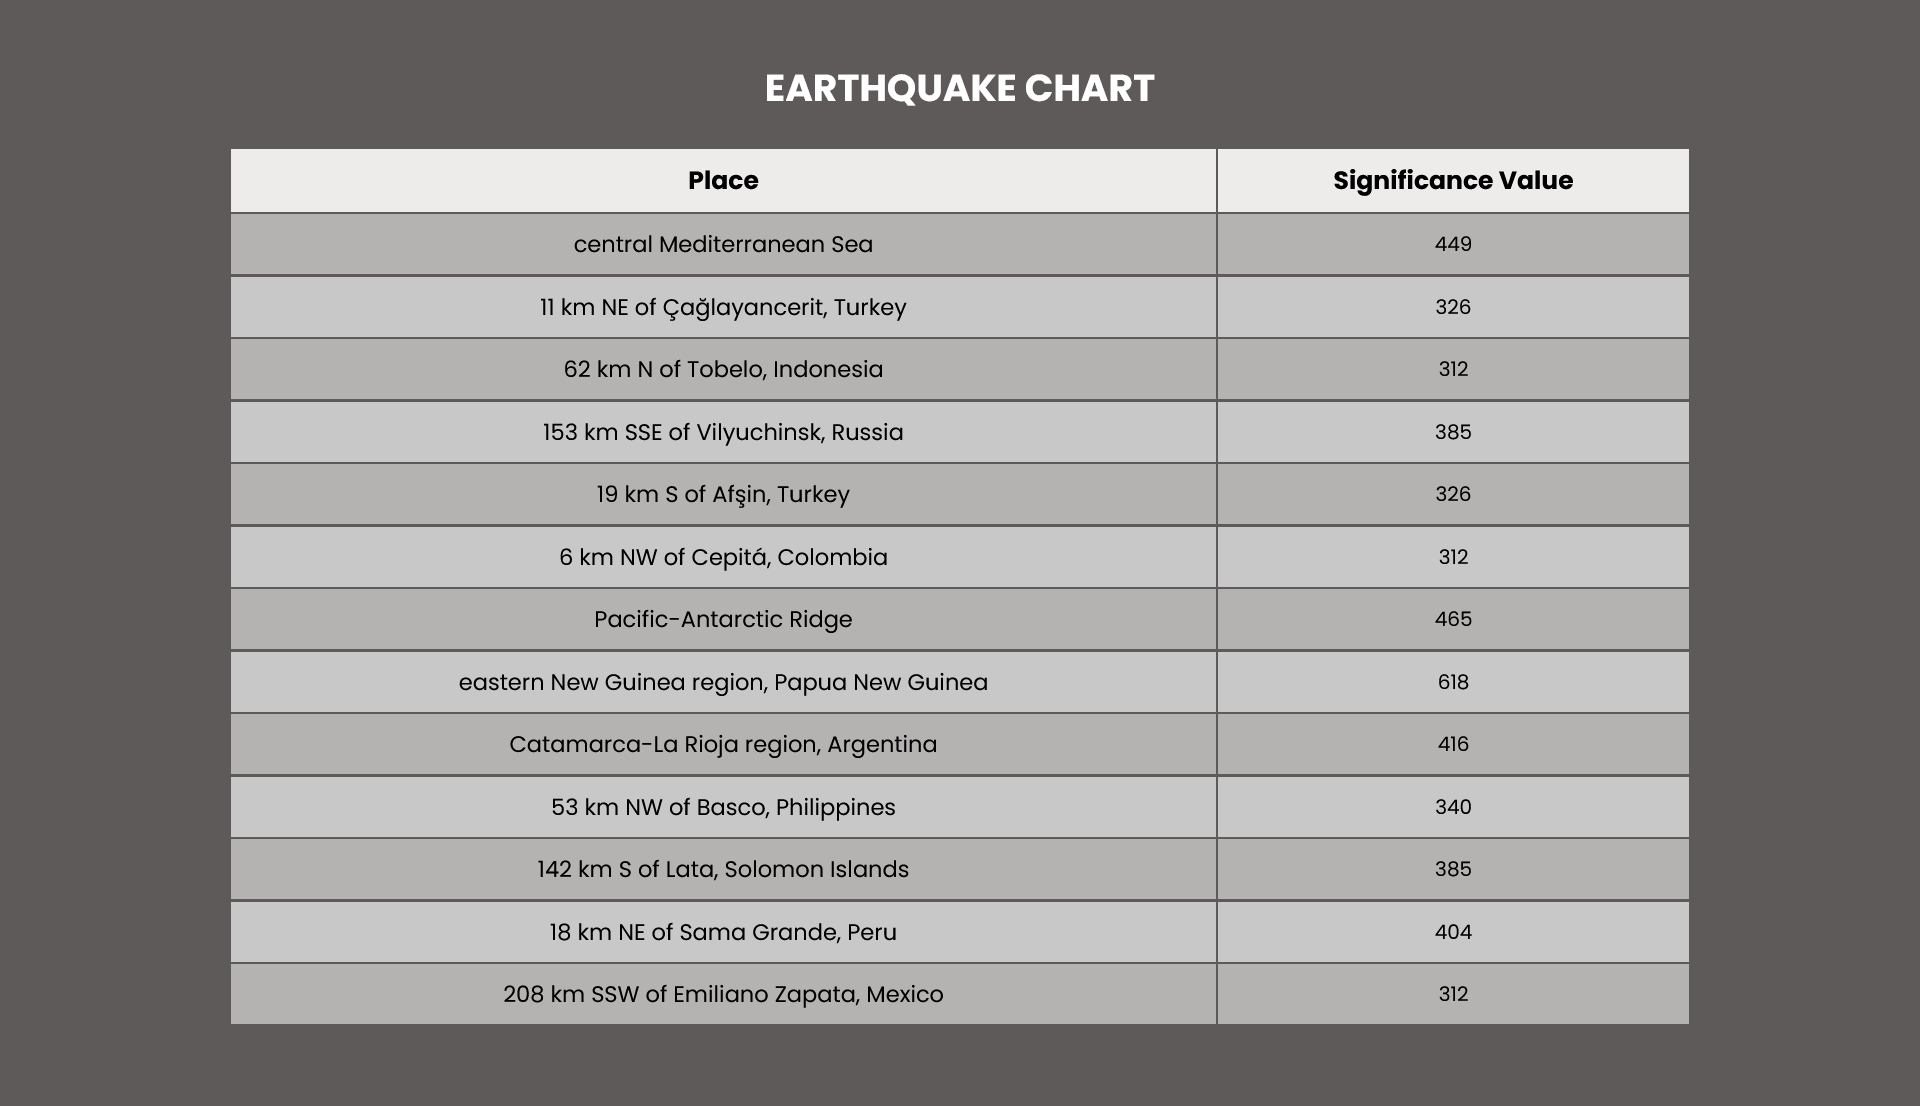 EARTHQUAKE CHART
Place Significance Value
central Mediterranean Sea 449
11 km NE of Çağlayancerit, Turkey 326
62 km N of Tobelo, Indonesia 312
153 km SSE of Vilyuchinsk, Russia 385
19 km S of Afşin, Turkey 326
6 km NW of Cepitá, Colombia 312
Pacific-Antarctic Ridge 465
eastern New Guinea region, Papua New Guinea 618
Catamarca-La Rioja region, Argentina 416
53 km NW of Basco, Philippines 340
142 km S of Lata, Solomon Islands 385
18 km NE of Sama Grande, Peru 404
208 km SSW of Emiliano Zapata, Mexico 312